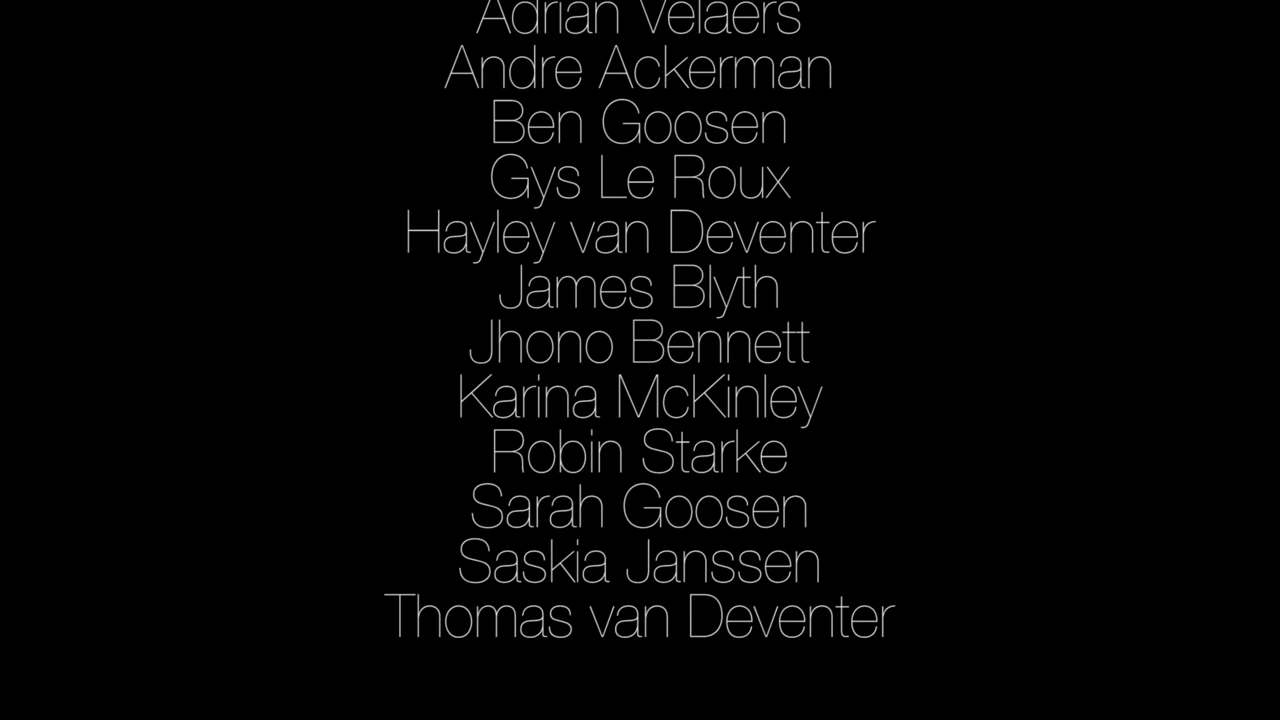 Adrian Velaers
Andre Ackerman
Ben Goosen
Gys Le Roux
Hayley van Deventer
James Blyth
Jhono Bennett
Karina McKinley
Robin Starke
Sarah Goosen
Saskia Janssen
Thomas van Deventer